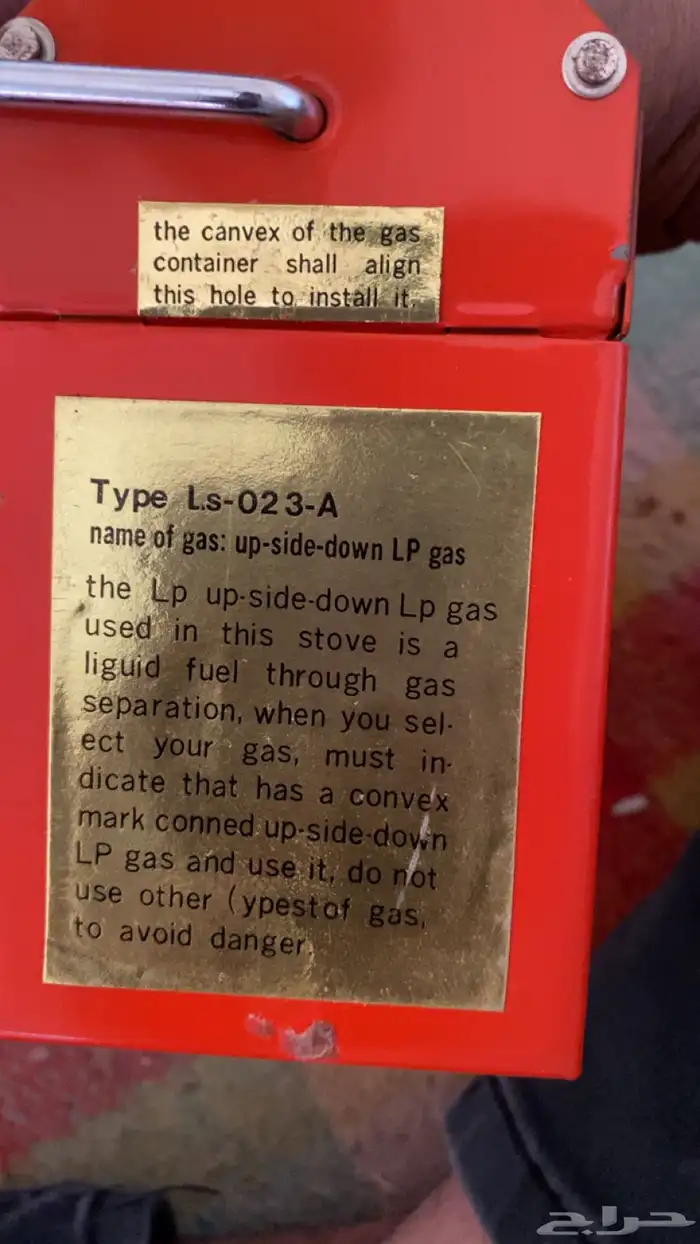 the canvex of the gas
container shall align
this hole to install it.
Type Ls-023-A
name of gas: up-side-down LP gas
the Lp up-side-down Lp gas
used in this stove is a
liguid fuel through gas
separation, when you sel-
ect your gas, must in-
dicate that has a convex
mark conned up-side-down
LP gas and use it, do not
use other (ypestof gas,
to avoid danger.
حراج